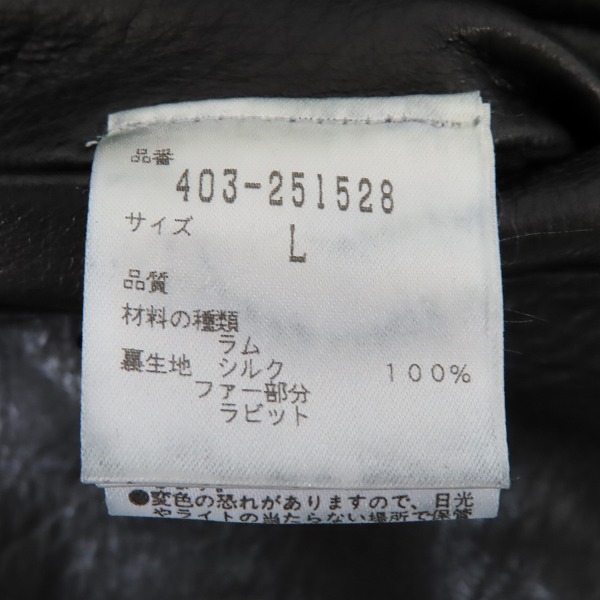 品番
403-251528
サイズ
L
品質
材料の種類
ラム
裏生地 シルク 100%
ファー部分
ラビット
●変色の恐れがありますので、日光
やライトの当たらない場所で保管